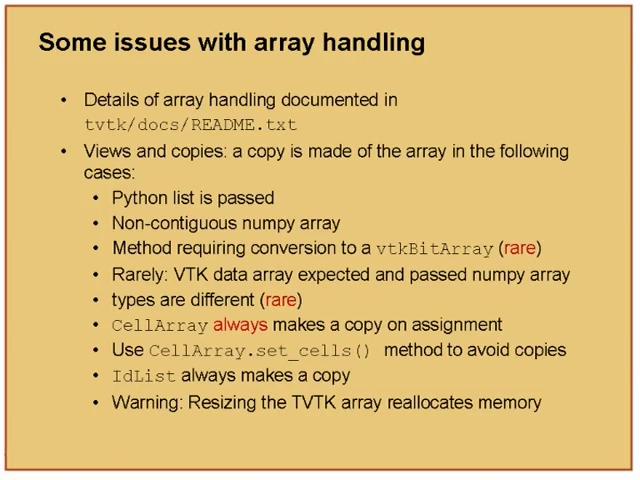 Some issues with array handling
• Details of array handling documented in
tvtk/docs/README.txt
• Views and copies: a copy is made of the array in the following
cases:
• Python list is passed
• Non-contiguous numpy array
• Method requiring conversion to a vtkBitArray (rare)
• Rarely: VTK data array expected and passed numpy array
• types are different (rare)
• CellArray always makes a copy on assignment
• Use CellArray.set_cells() method to avoid copies
• IdList always makes a copy
• Warning: Resizing the TVTK array reallocates memory